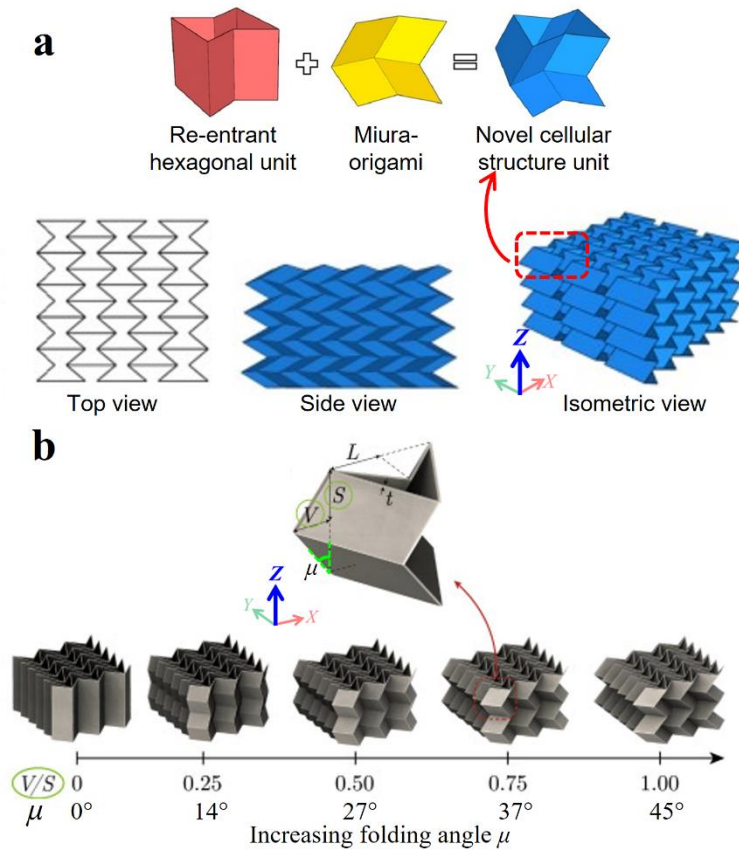 a
Re-entrant
hexagonal unit
Miura-
origami
Novel cellular
structure unit
Top view
Side view
Z
Y
X
Isometric view
b
L
S
t
V
μ
Z
Y
X
V/S
0
0.25
0.50
0.75
1.00
μ
0°
14°
27°
37°
45°
Increasing folding angle μ